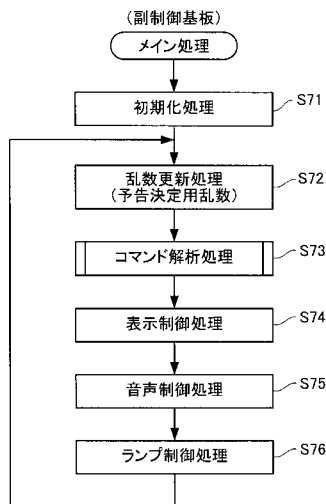 (副制御基板)
メイン処理
初期化処理
S71
乱数更新処理
(予告決定用乱数)
S72
コマンド解析処理
S73
表示制御処理
S74
音声制御処理
S75
ランプ制御処理
S76